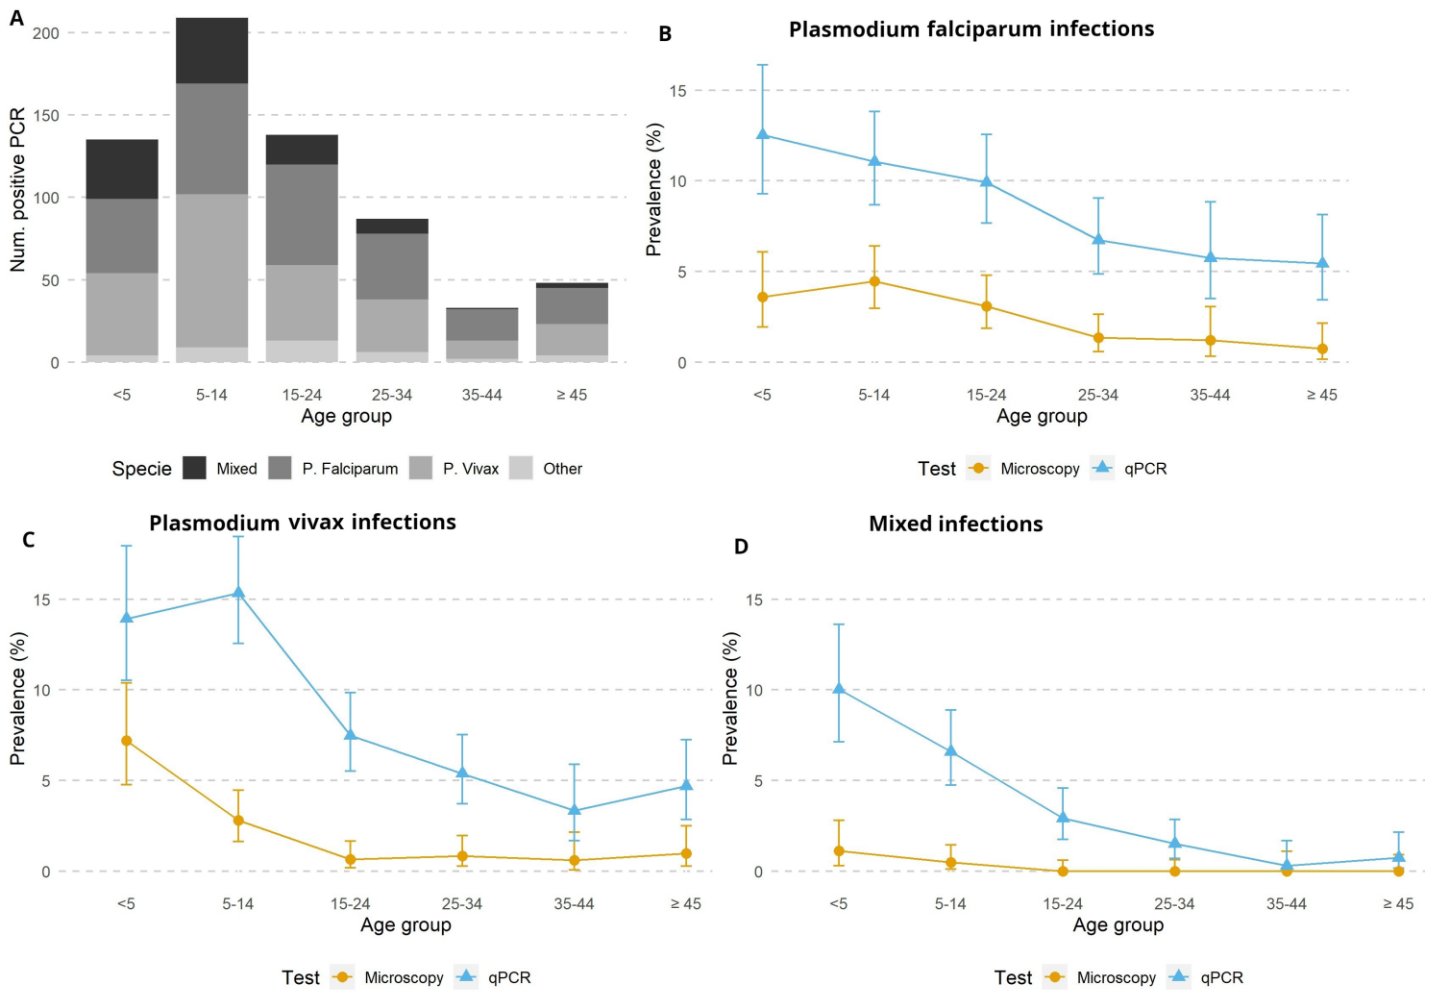 A
200
150
100
50
0
Num. positive PCR
<5 5-14 15-24 25-34 35-44 ≥ 45
Age group
Specie Mixed P. Falciparum P. Vivax Other
B
Plasmodium falciparum infections
15
10
5
0
Prevalence (%)
<5 5-14 15-24 25-34 35-44 ≥ 45
Age group
Test Microscopy qPCR
C
Plasmodium vivax infections
15
10
5
0
Prevalence (%)
<5 5-14 15-24 25-34 35-44 ≥ 45
Age group
Test Microscopy qPCR
D
Mixed infections
15
10
5
0
Prevalence (%)
<5 5-14 15-24 25-34 35-44 ≥ 45
Age group
Test Microscopy qPCR